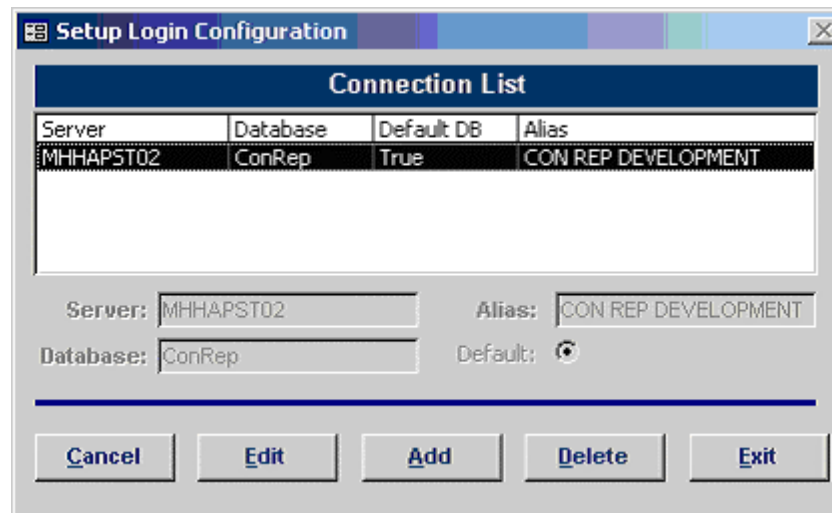 Setup Login Configuration
Connection List
Server Database Default DB Alias
MHHAPST02 ConRep True CON REP DEVELOPMENT
Server: MHHAPST02 Alias: CON REP DEVELOPMENT
Database: ConRep Default:
Cancel Edit Add Delete Exit